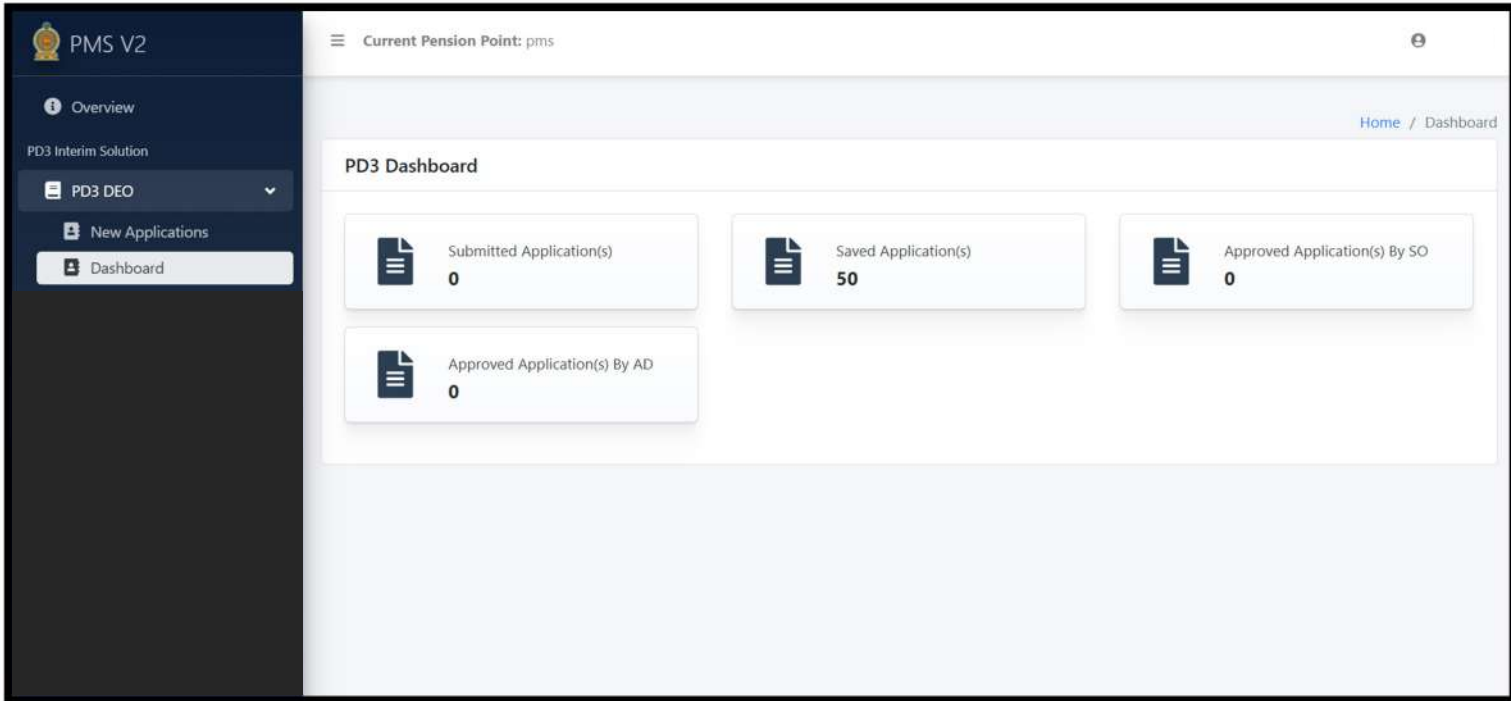 PMS V2
Overview
PD3 Interim Solution
PD3 DEO
New Applications
Dashboard
Current Pension Point: pms
Home / Dashboard
PD3 Dashboard
Submitted Application(s)
0
Saved Application(s)
50
Approved Application(s) By SO
0
Approved Application(s) By AD
0